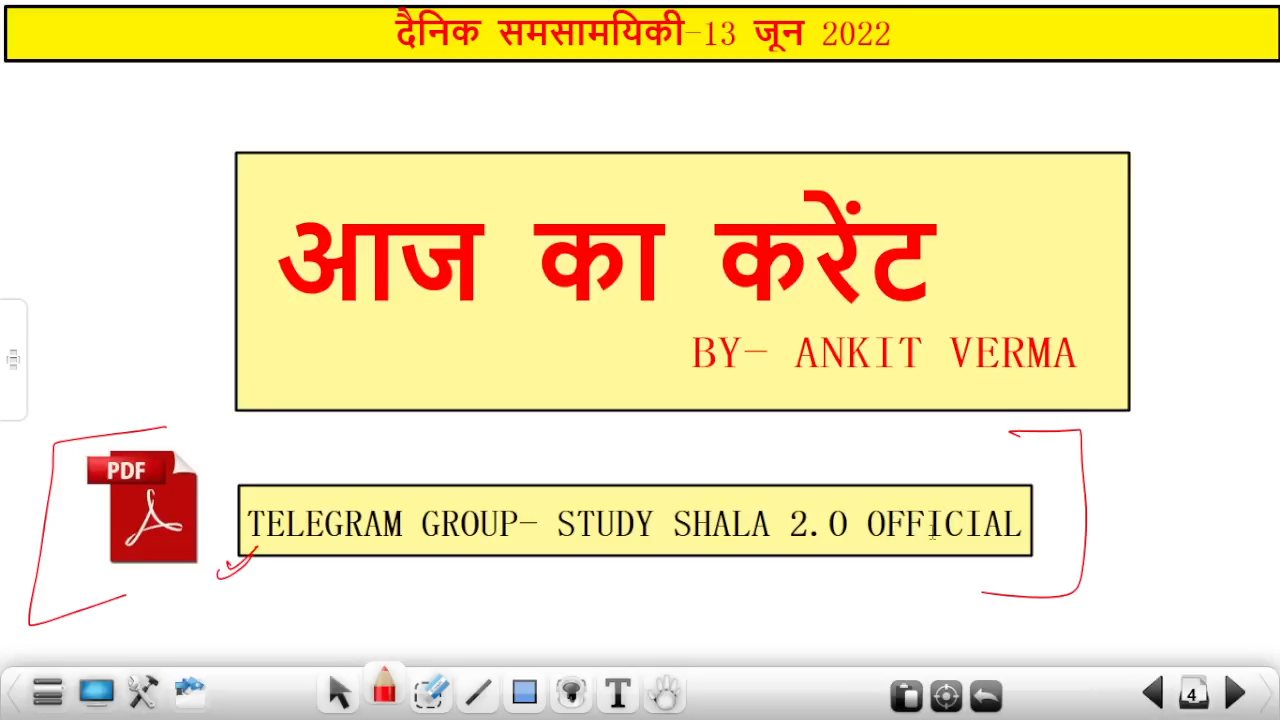 दैनिक समसामयिकी-13 जून 2022
आज का करेंट
BY- ANKIT VERMA
PDF
TELEGRAM GROUP- STUDY SHALA 2.0 OFFICIAL
T
4